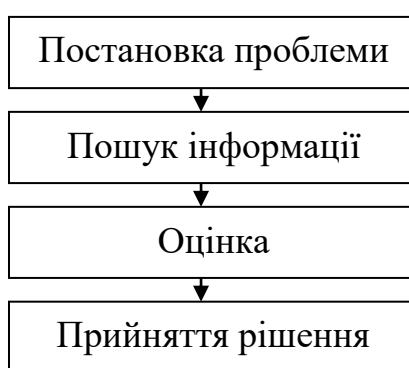 Постановка проблеми
Пошук інформації
Оцінка
Прийняття рішення